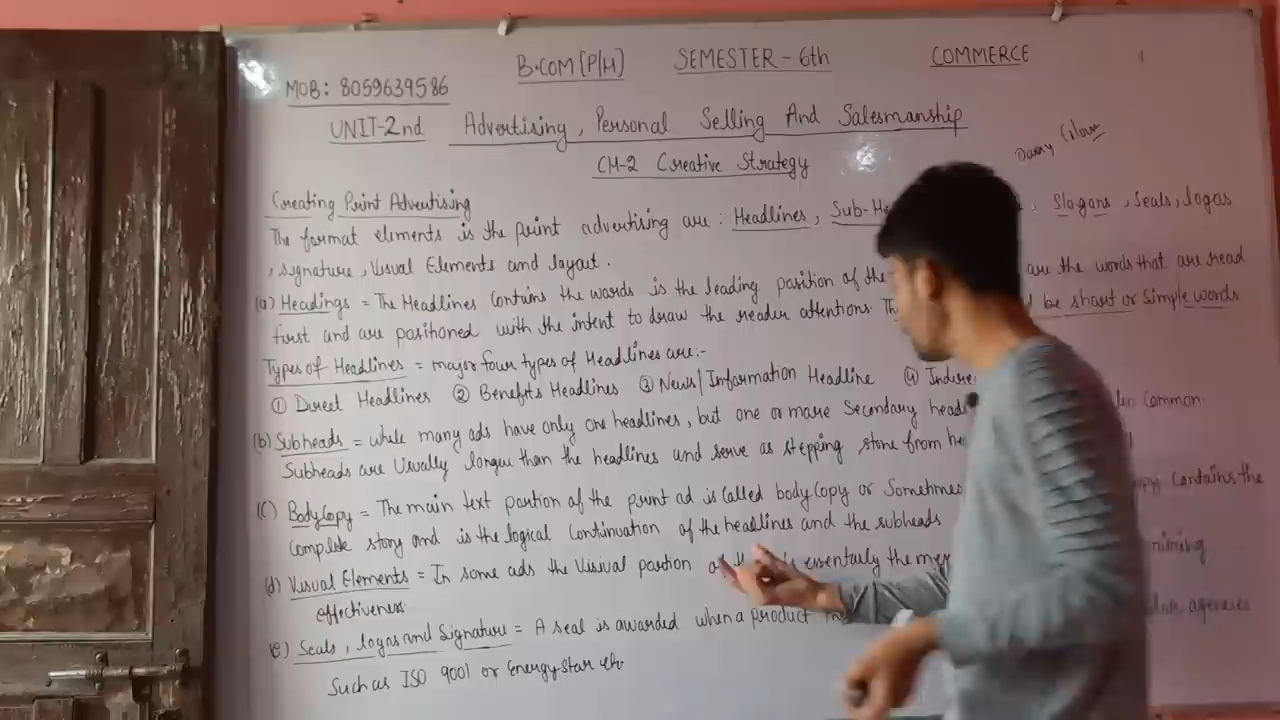 B.COM (P/H) SEMESTER - 6th COMMERCE
MOB: 8059639586
UNIT-2nd Advertising, Personal Selling And Salesmanship
CH-2 Creative Strategy
Creating Print Advertising
The format elements is the print advertising are : Headlines, Sub-He Slogans, Seals, logos
, signature, Visual Elements and layout.
(a) Headings = The Headlines Contains the words is the leading position of the are the words that are read
first and are positioned with the intent to draw the reader attentions be short or Simple words
Types of Headlines = major four types of Headlines are:-
① Direct Headlines ② Benefits Headlines ③ News/Information Headline ④
(b) Subheads = while many ads have only one headlines, but one or more Secondary Common.
Subheads are Usually longer than the headlines and serve as stepping stone from
(C) Body Copy = The main text portion of the print ad is called body Copy or Sometimes Contains the
Complete story and is the logical Continuation of the headlines and the subheads
(d) Visual Elements = In some ads the Visival portion essentially the
effectiveness
(e) Seals, logos and Signature = A seal is awarded when a product agencies
Such as ISO 9001 or Energy Star etc